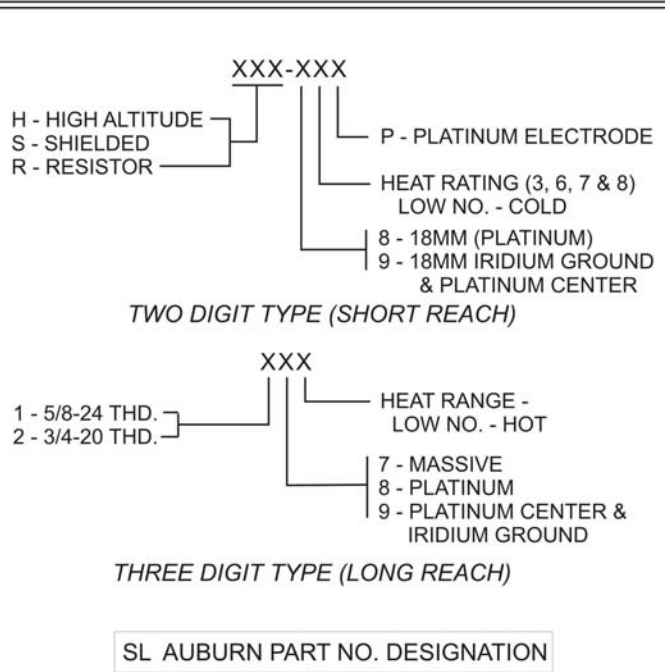 XXX-XXX
H - HIGH ALTITUDE
S - SHIELDED
R - RESISTOR
P - PLATINUM ELECTRODE
HEAT RATING (3, 6, 7 & 8)
LOW NO. - COLD
8 - 18MM (PLATINUM)
9 - 18MM IRIDIUM GROUND
& PLATINUM CENTER
TWO DIGIT TYPE (SHORT REACH)
XXX
1 - 5/8-24 THD.
2 - 3/4-20 THD.
HEAT RANGE -
LOW NO. - HOT
7 - MASSIVE
8 - PLATINUM
9 - PLATINUM CENTER &
IRIDIUM GROUND
THREE DIGIT TYPE (LONG REACH)
SL AUBURN PART NO. DESIGNATION